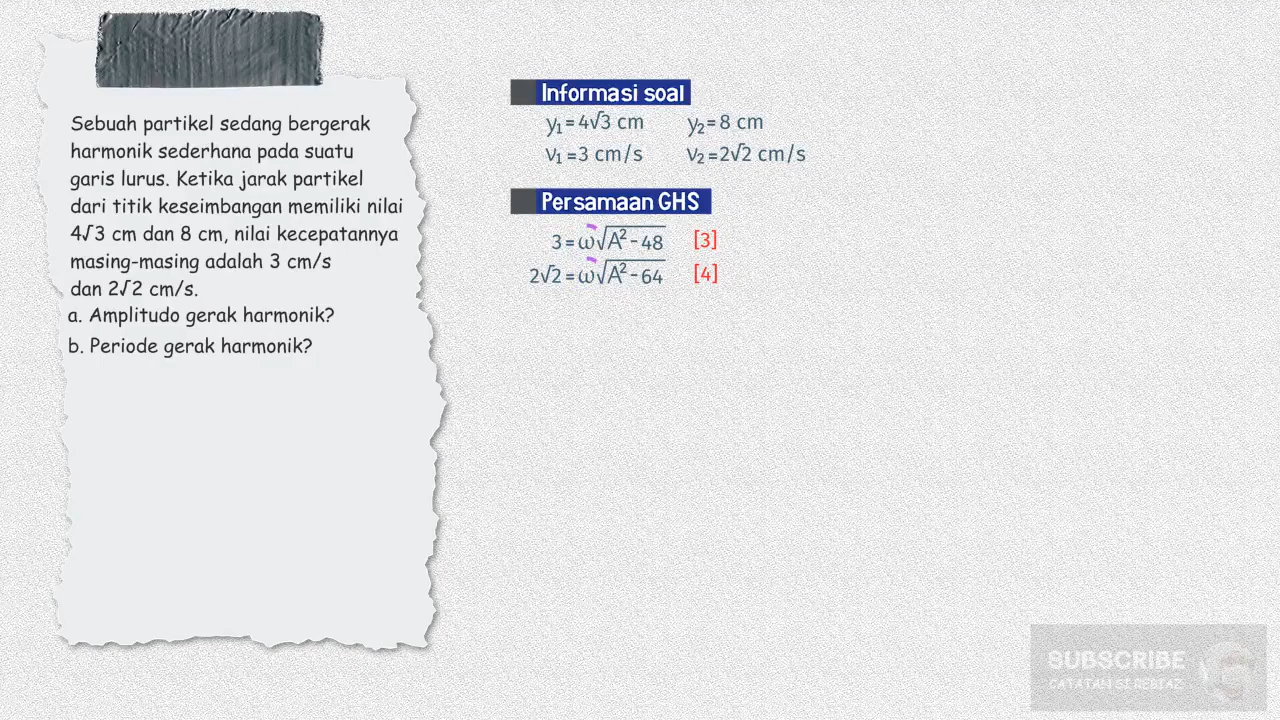 Sebuah partikel sedang bergerak
harmonik sederhana pada suatu
garis lurus. Ketika jarak partikel
dari titik keseimbangan memiliki nilai
4√3 cm dan 8 cm, nilai kecepatannya
masing-masing adalah 3 cm/s
dan 2√2 cm/s.
a. Amplitudo gerak harmonik?
b. Periode gerak harmonik?
Informasi soal
y₁ = 4√3 cm y₂ = 8 cm
v₁ = 3 cm/s v₂ = 2√2 cm/s
Persamaan GHS
3 = ω√A² - 48 [3]
2√2 = ω√A² - 64 [4]
SUBSCRIBE